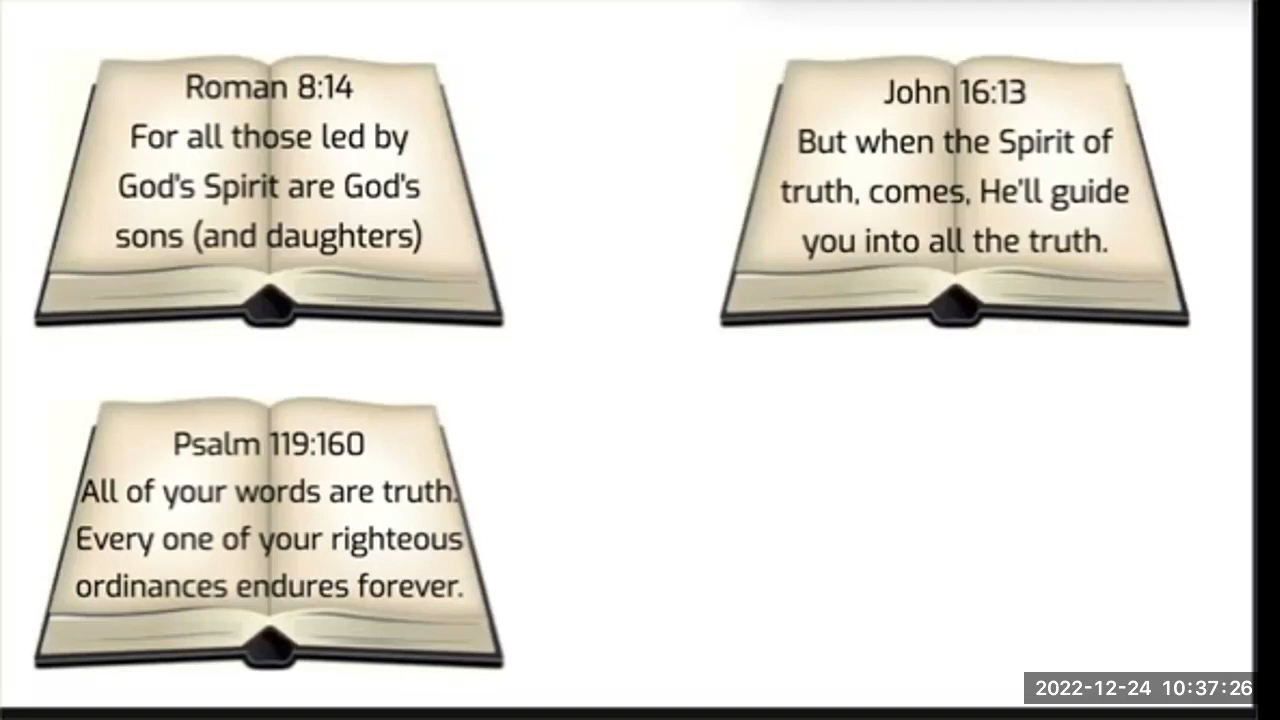 Roman 8:14
For all those led by
God's Spirit are God's
sons (and daughters)
John 16:13
But when the Spirit of
truth, comes, He'll guide
you into all the truth.
Psalm 119:160
All of your words are truth.
Every one of your righteous
ordinances endures forever.
2022-12-24 10:37:26